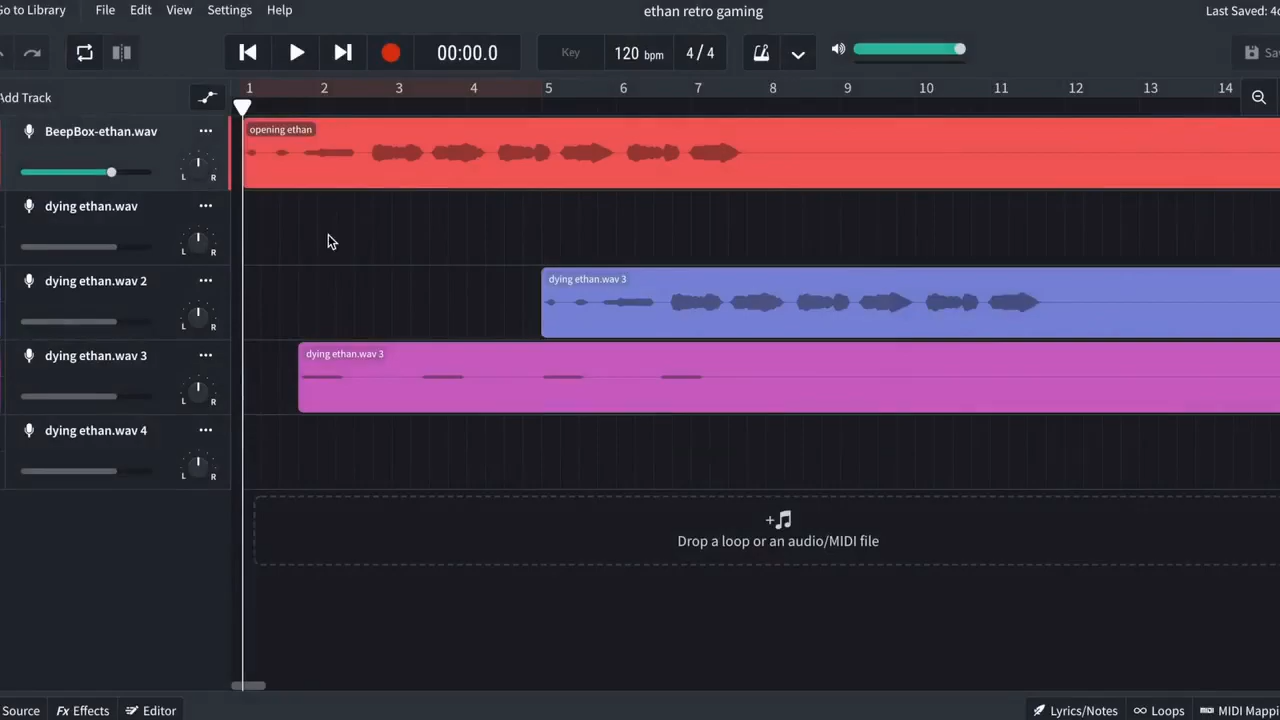 Go to Library File Edit View Settings Help ethan retro gaming Last Saved:
00:00.0 Key 120 bpm 4 / 4
Add Track 1 2 3 4 5 6 7 8 9 10 11 12 13 14
BeepBox-ethan.wav
L R
opening ethan
dying ethan.wav
L R
dying ethan.wav 2
L R
dying ethan.wav 3
dying ethan.wav 3
L R
dying ethan.wav 3
dying ethan.wav 4
L R
Drop a loop or an audio/MIDI file
Source Fx Effects Editor Lyrics/Notes Loops MIDI Mappi